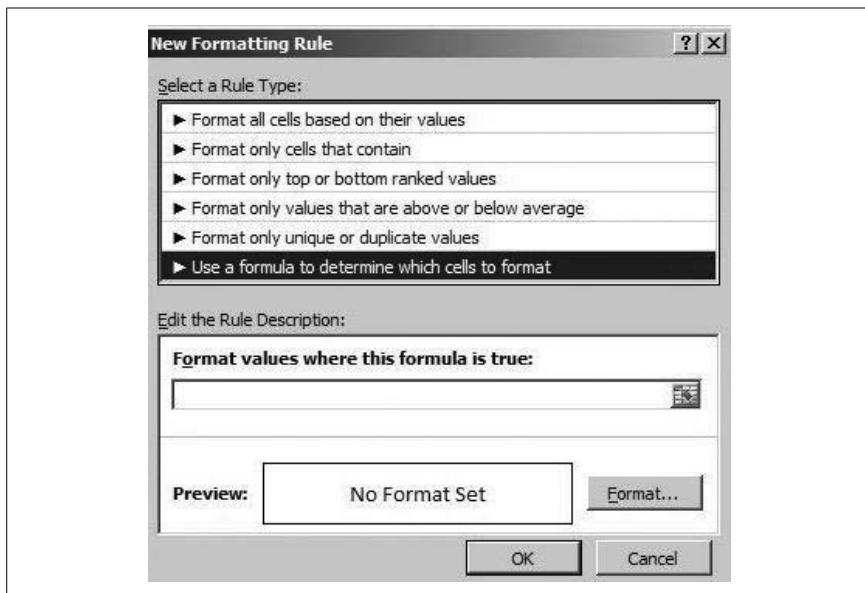 New Formatting Rule
Select a Rule Type:
► Format all cells based on their values
► Format only cells that contain
► Format only top or bottom ranked values
► Format only values that are above or below average
► Format only unique or duplicate values
► Use a formula to determine which cells to format
Edit the Rule Description:
Format values where this formula is true:
Preview: No Format Set Format...
OK Cancel